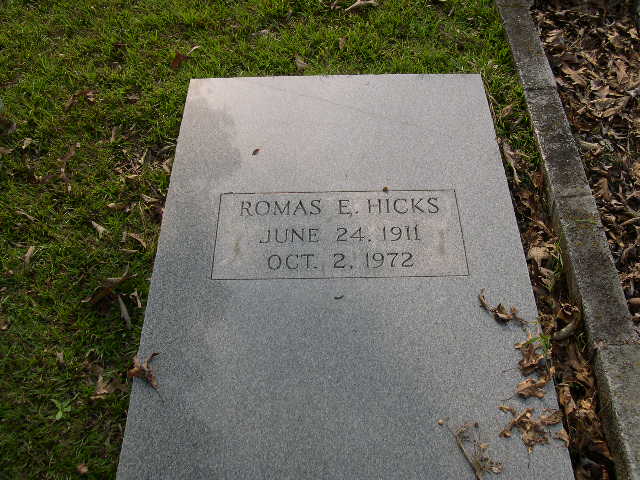 ROMAS E. HICKS
JUNE 24, 1911
OCT. 2, 1972